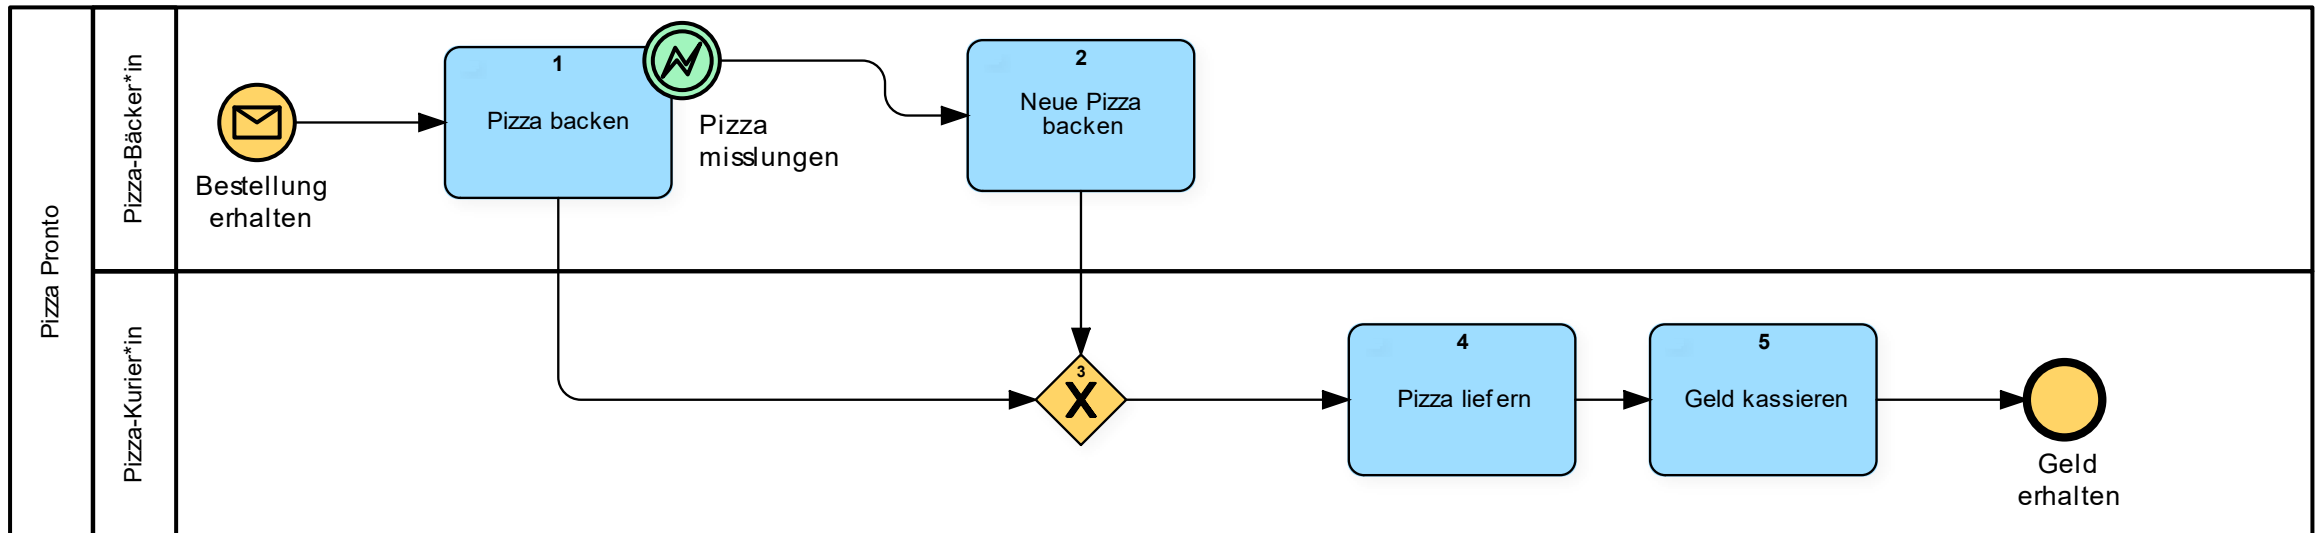 Pizza Pronto
Pizza-Bäcker*in
Bestellung
erhalten
1
Pizza backen
Pizza
misslungen
2
Neue Pizza
backen
Pizza-Kurier*in
3
X
4
Pizza liefern
5
Geld kassieren
Geld
erhalten